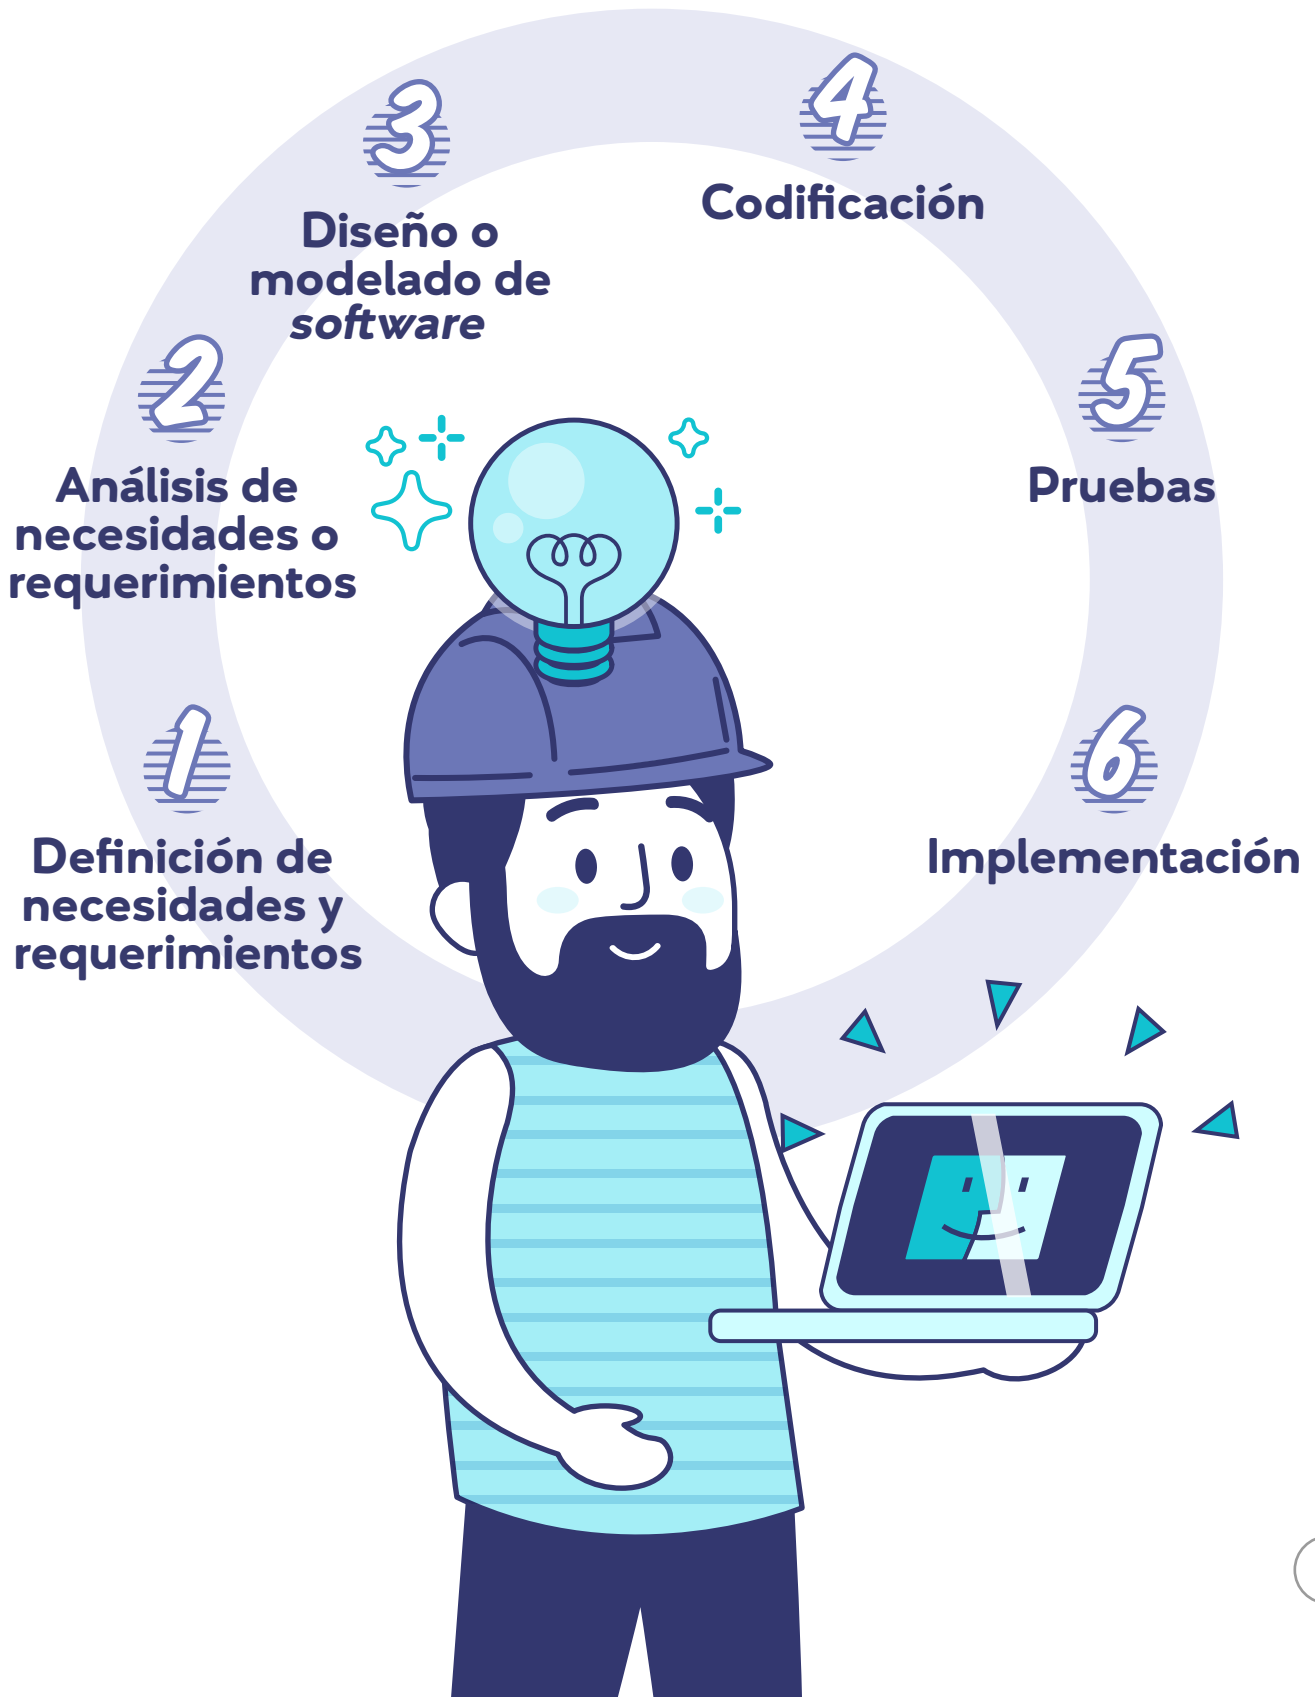 1
Definición de
necesidades y
requerimientos
2
Análisis de
necesidades o
requerimientos
3
Diseño o
modelado de
software
4
Codificación
5
Pruebas
6
Implementación